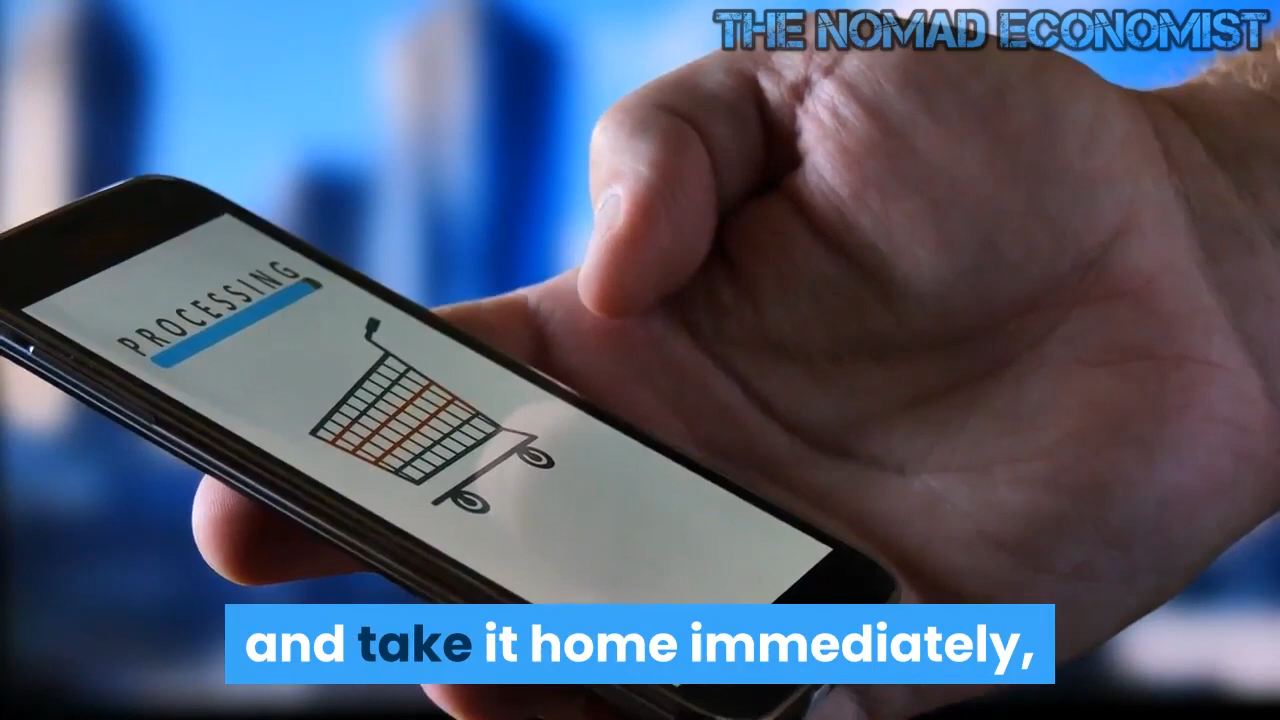 THE NOMAD ECONOMIST
PROCESSING
and take it home immediately,